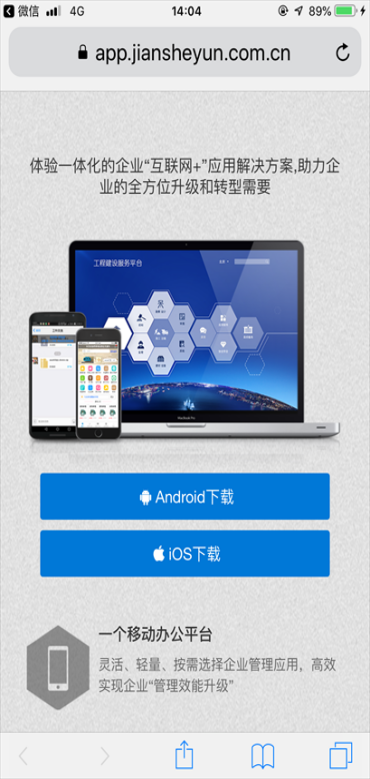 微信 4G 14:04 89%
app.jiansheyun.com.cn
体验一体化的企业“互联网+”应用解决方案,助力企
业的全方位升级和转型需要
工程建设服务平台
MacBook Pro
Android下载
iOS下载
一个移动办公平台
灵活、轻量、按需选择企业管理应用，高效
实现企业“管理效能升级”